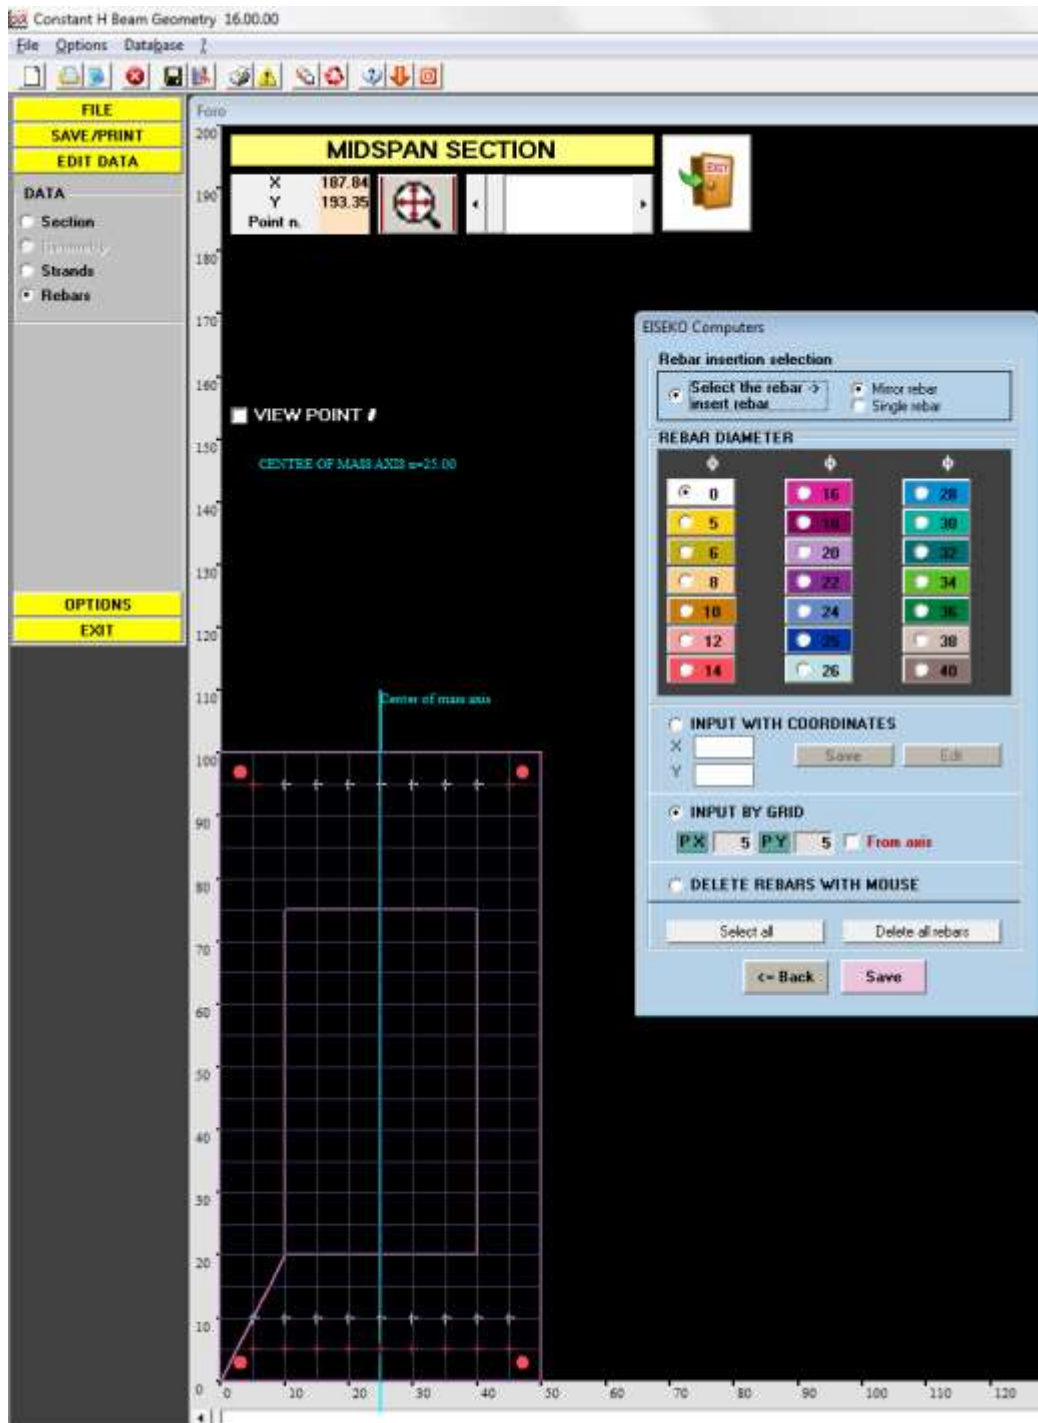 Constant H Beam Geometry 16.00.00
File Options Database ?
FILE
SAVE/PRINT
EDIT DATA
DATA
Section
Strands
Rebars
OPTIONS
EXIT
Foro
MIDSPAN SECTION
X 187.84
Y 193.35
Point n.
EXIT
VIEW POINT #
CENTRE OF MASS AXIS n=25.00
Center of mass axis
200
190
180
170
160
150
140
130
120
110
100
90
80
70
60
50
40
30
20
10
0
0 10 20 30 40 50 60 70 80 90 100 110 120
EISEKO Computers
Rebar insertion selection
Select the rebar ->
insert rebar
Mirror rebar
Single rebar
REBAR DIAMETER
ϕ ϕ ϕ
0 16 28
5 18 30
6 20 32
8 22 34
10 24 36
12 25 38
14 26 40
INPUT WITH COORDINATES
X
Y
Save Edit
INPUT BY GRID
PX 5 PY 5 From axis
DELETE REBARS WITH MOUSE
Select all Delete all rebars
<- Back Save